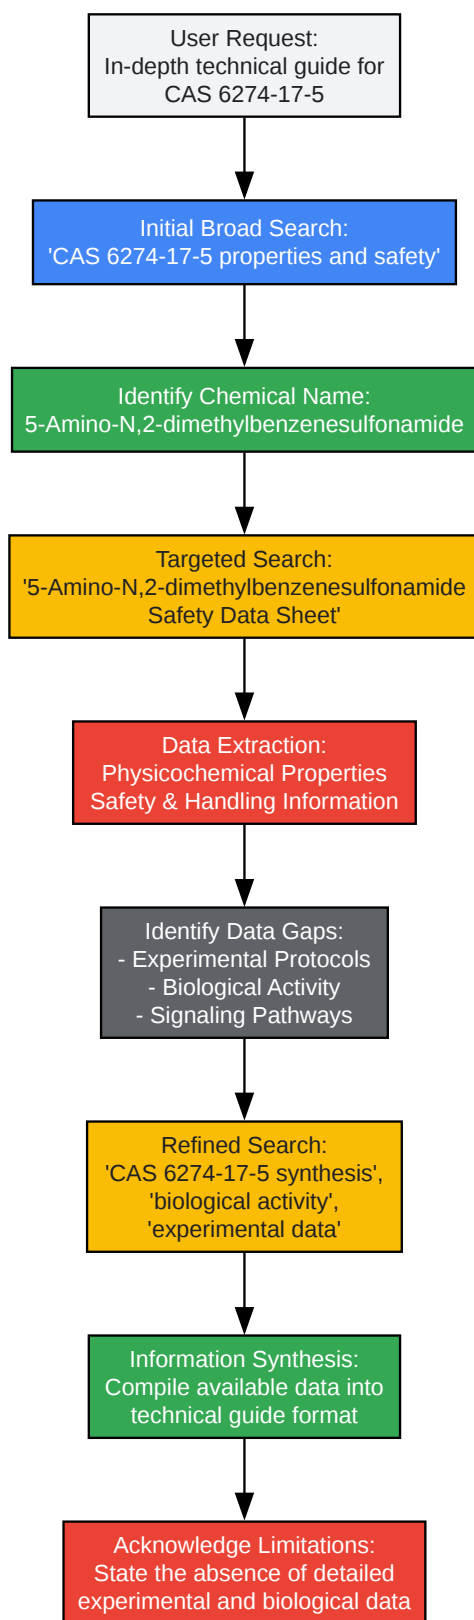 User Request:
In-depth technical guide for
CAS 6274-17-5
Initial Broad Search:
'CAS 6274-17-5 properties and safety'
Identify Chemical Name:
5-Amino-N,2-dimethylbenzenesulfonamide
Targeted Search:
'5-Amino-N,2-dimethylbenzenesulfonamide
Safety Data Sheet'
Data Extraction:
Physicochemical Properties
Safety & Handling Information
Identify Data Gaps:
- Experimental Protocols
- Biological Activity
- Signaling Pathways
Refined Search:
'CAS 6274-17-5 synthesis',
'biological activity',
'experimental data'
Information Synthesis:
Compile available data into
technical guide format
Acknowledge Limitations:
State the absence of detailed
experimental and biological data